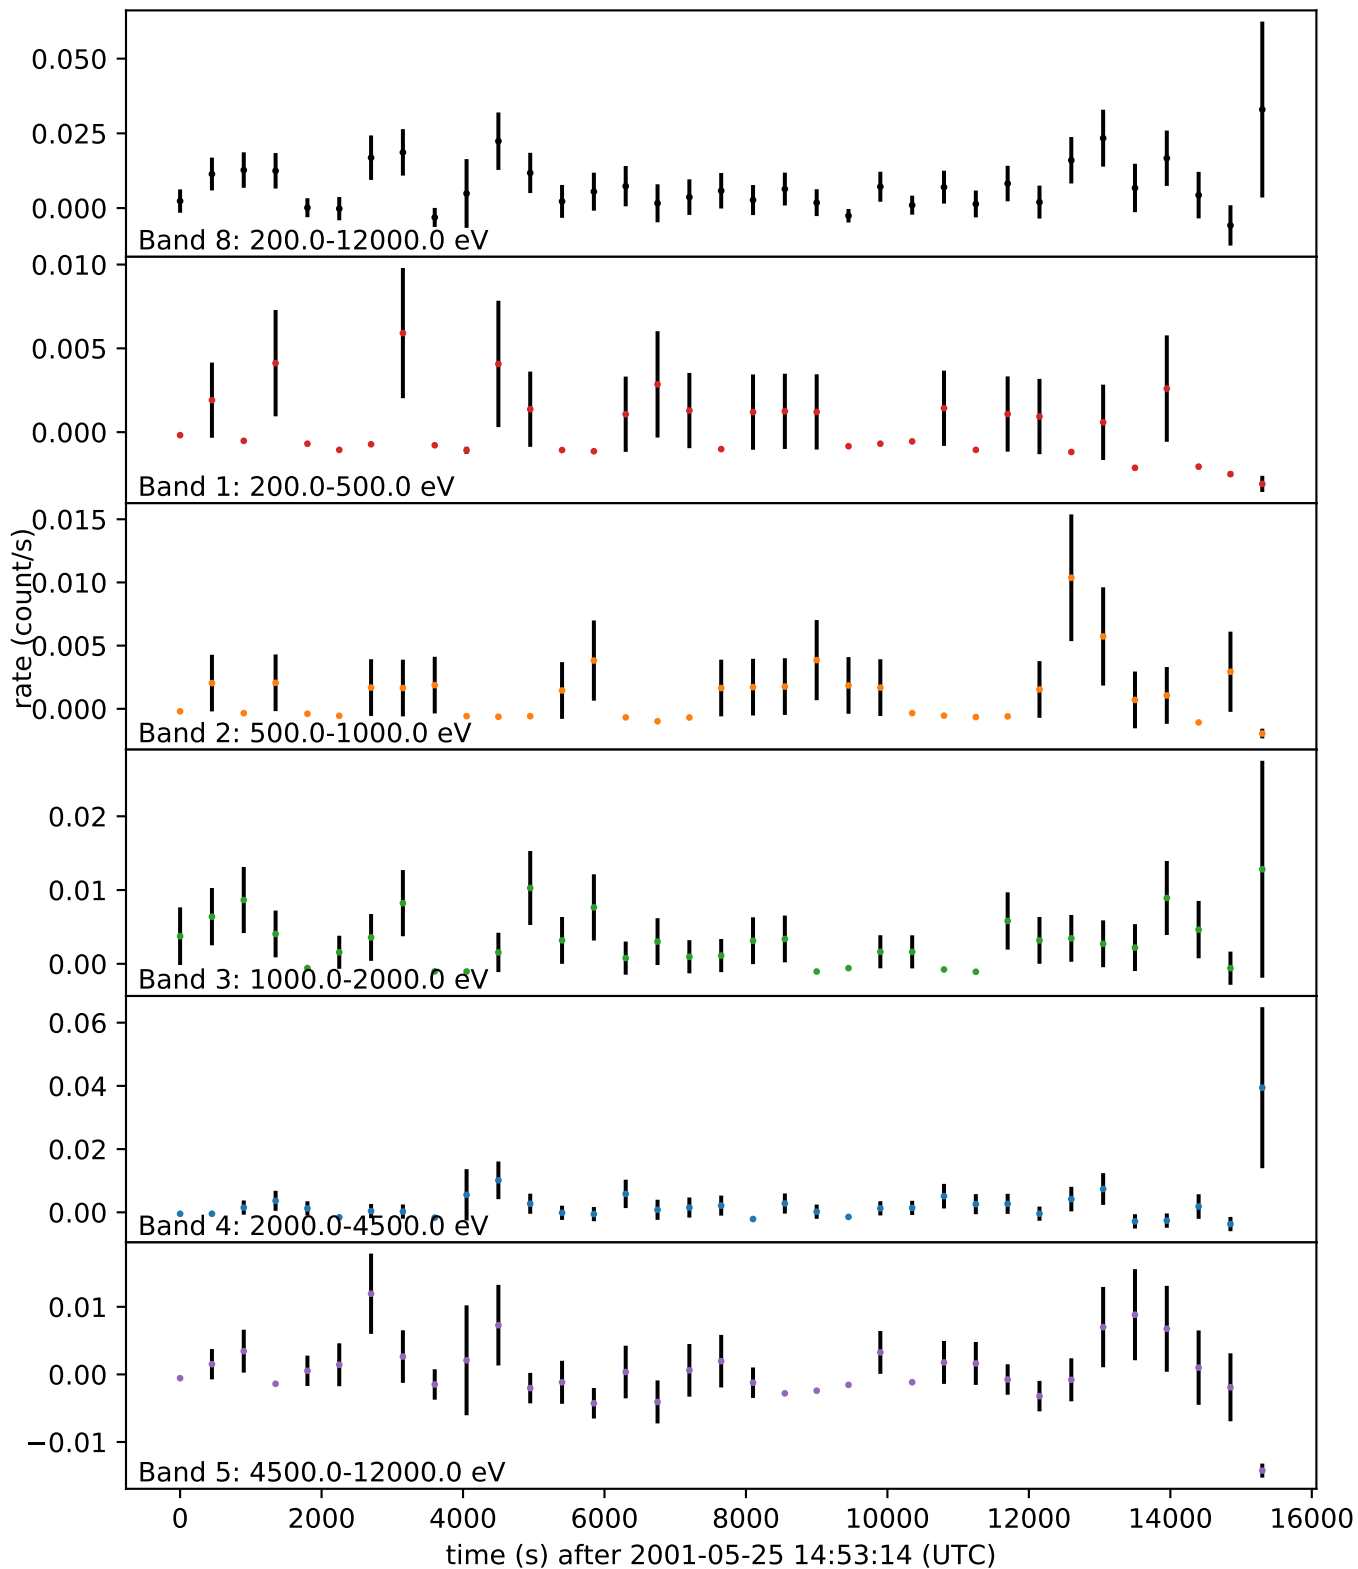 0.050
0.025
0.000
Band 8: 200.0-12000.0 eV
0.010
0.005
0.000
Band 1: 200.0-500.0 eV
rate (count/s)
0.015
0.010
0.005
0.000
Band 2: 500.0-1000.0 eV
0.02
0.01
0.00
Band 3: 1000.0-2000.0 eV
0.06
0.04
0.02
0.00
Band 4: 2000.0-4500.0 eV
0.01
0.00
−0.01
Band 5: 4500.0-12000.0 eV
0 2000 4000 6000 8000 10000 12000 14000 16000
time (s) after 2001-05-25 14:53:14 (UTC)